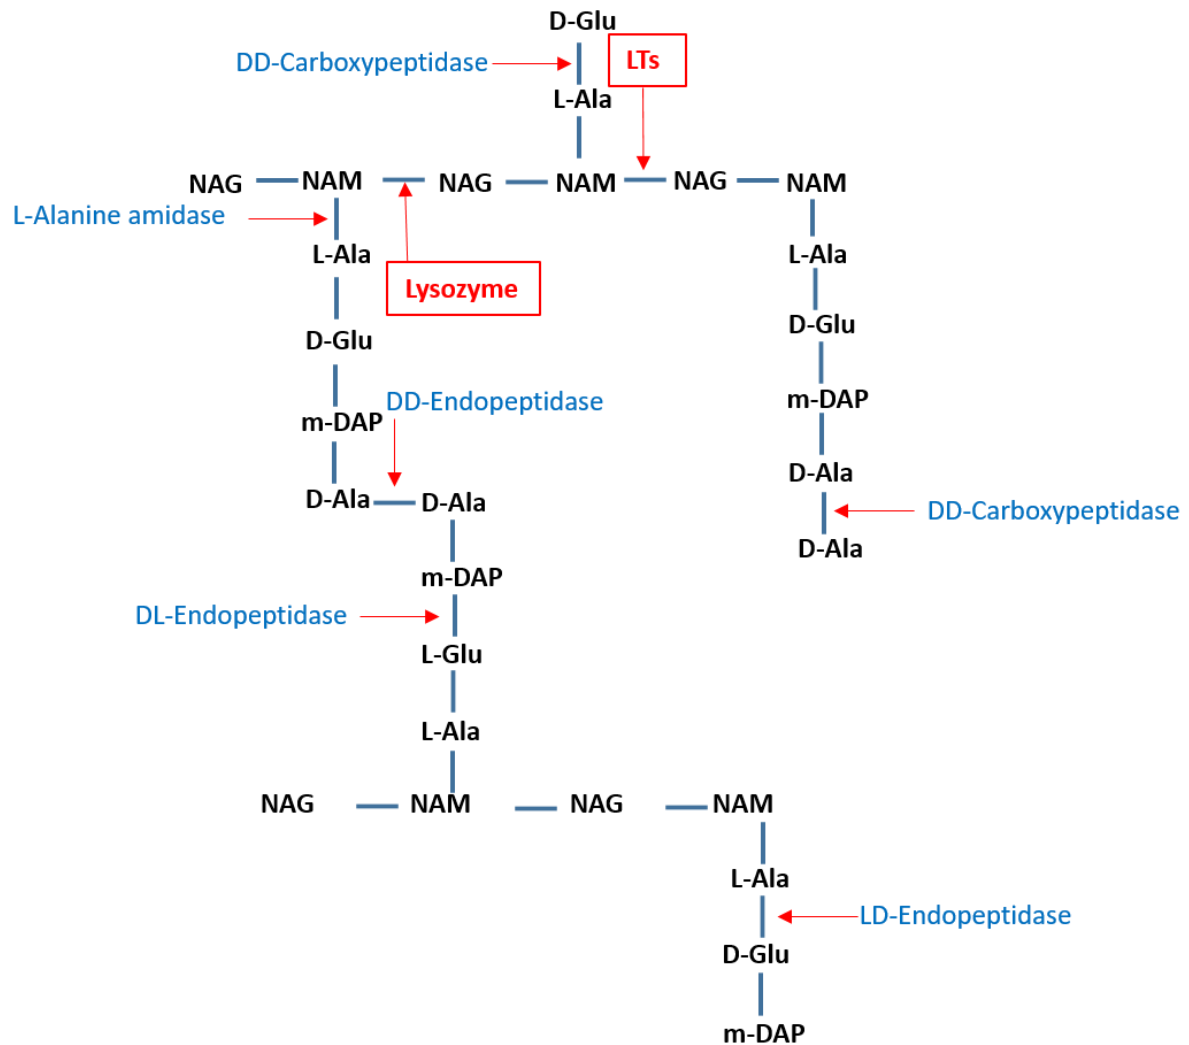 D-Glu
DD-Carboxypeptidase
LTs
L-Ala
NAG NAM NAG NAM NAG NAM
L-Alanine amidase
L-Ala
L-Ala
Lysozyme
D-Glu
D-Glu
m-DAP
DD-Endopeptidase
m-DAP
D-Ala
D-Ala
D-Ala
DD-Carboxypeptidase
D-Ala
m-DAP
DL-Endopeptidase
L-Glu
L-Ala
NAG NAM NAG NAM
L-Ala
LD-Endopeptidase
D-Glu
m-DAP